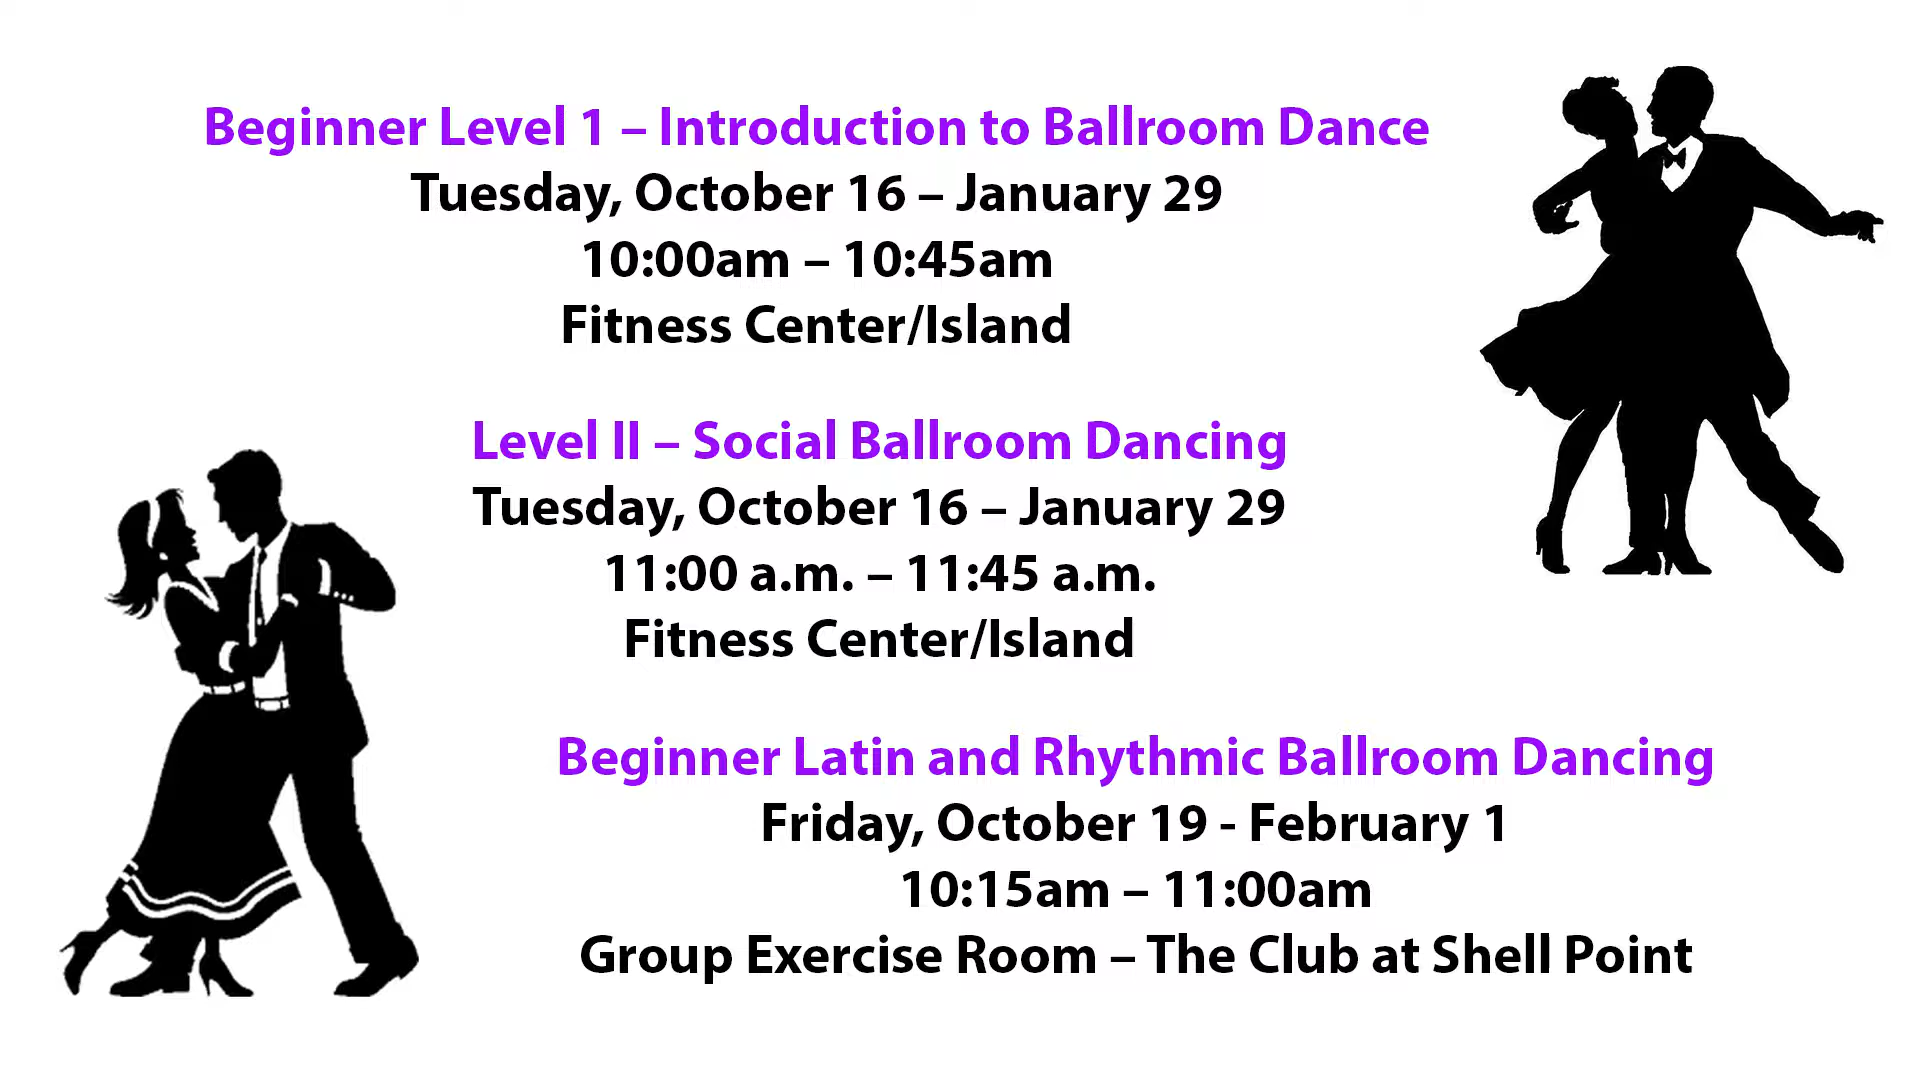 Beginner Level 1 – Introduction to Ballroom Dance
Tuesday, October 16 – January 29
10:00am – 10:45am
Fitness Center/Island
Level II – Social Ballroom Dancing
Tuesday, October 16 – January 29
11:00 a.m. – 11:45 a.m.
Fitness Center/Island
Beginner Latin and Rhythmic Ballroom Dancing
Friday, October 19 - February 1
10:15am – 11:00am
Group Exercise Room – The Club at Shell Point